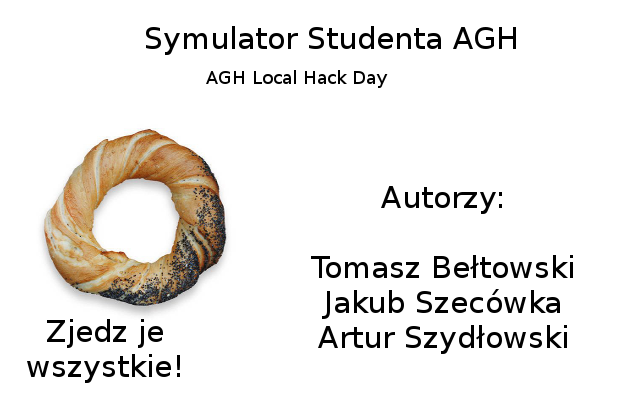 Symulator Studenta AGH
AGH Local Hack Day
Autorzy:
Tomasz Bełtowski
Jakub Szecówka
Artur Szydłowski
Zjedz je
wszystkie!